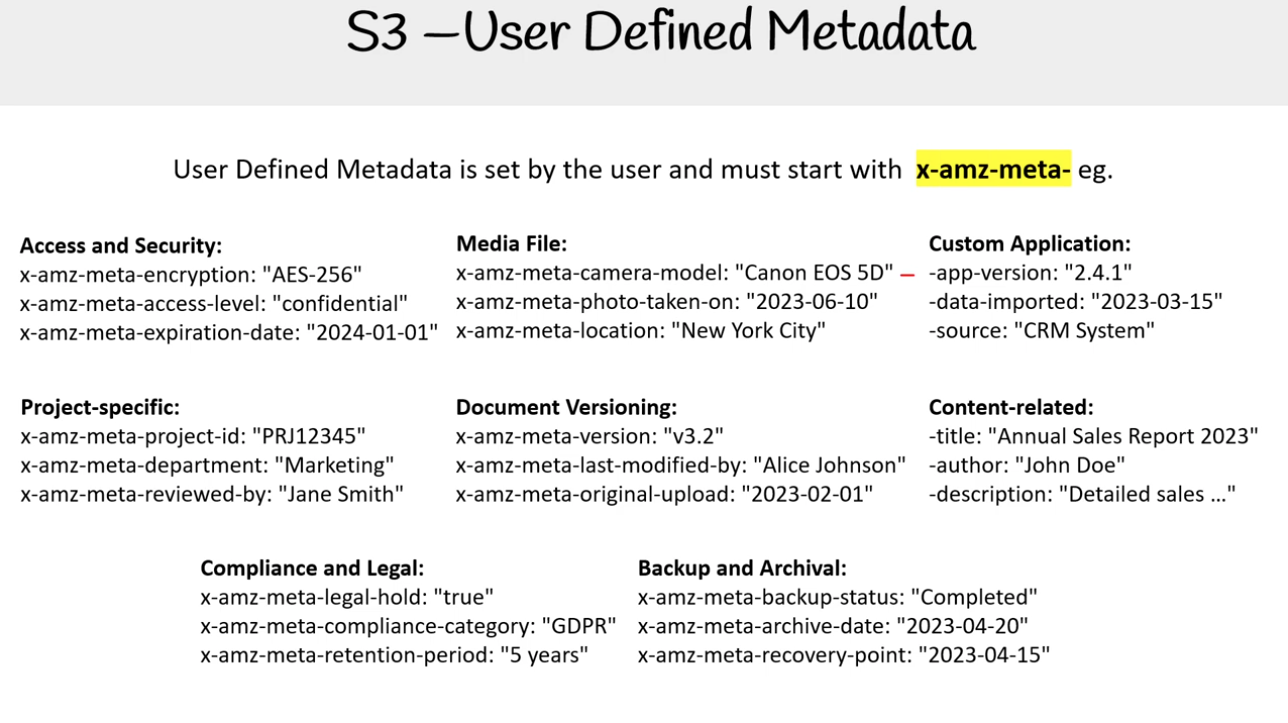 S3 –User Defined Metadata
User Defined Metadata is set by the user and must start with x-amz-meta- eg.
Access and Security:
x-amz-meta-encryption: "AES-256"
x-amz-meta-access-level: "confidential"
x-amz-meta-expiration-date: "2024-01-01"
Media File:
x-amz-meta-camera-model: "Canon EOS 5D"
x-amz-meta-photo-taken-on: "2023-06-10"
x-amz-meta-location: "New York City"
Custom Application:
-app-version: "2.4.1"
-data-imported: "2023-03-15"
-source: "CRM System"
Project-specific:
x-amz-meta-project-id: "PRJ12345"
x-amz-meta-department: "Marketing"
x-amz-meta-reviewed-by: "Jane Smith"
Document Versioning:
x-amz-meta-version: "v3.2"
x-amz-meta-last-modified-by: "Alice Johnson"
x-amz-meta-original-upload: "2023-02-01"
Content-related:
-title: "Annual Sales Report 2023"
-author: "John Doe"
-description: "Detailed sales ..."
Compliance and Legal:
x-amz-meta-legal-hold: "true"
x-amz-meta-compliance-category: "GDPR"
x-amz-meta-retention-period: "5 years"
Backup and Archival:
x-amz-meta-backup-status: "Completed"
x-amz-meta-archive-date: "2023-04-20"
x-amz-meta-recovery-point: "2023-04-15"